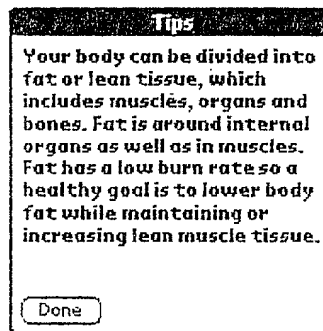 Tips
Your body can be divided into
fat or lean tissue, which
includes muscles, organs and
bones. Fat is around internal
organs as well as in muscles.
Fat has a low burn rate so a
healthy goal is to lower body
fat while maintaining or
increasing lean muscle tissue.
Done